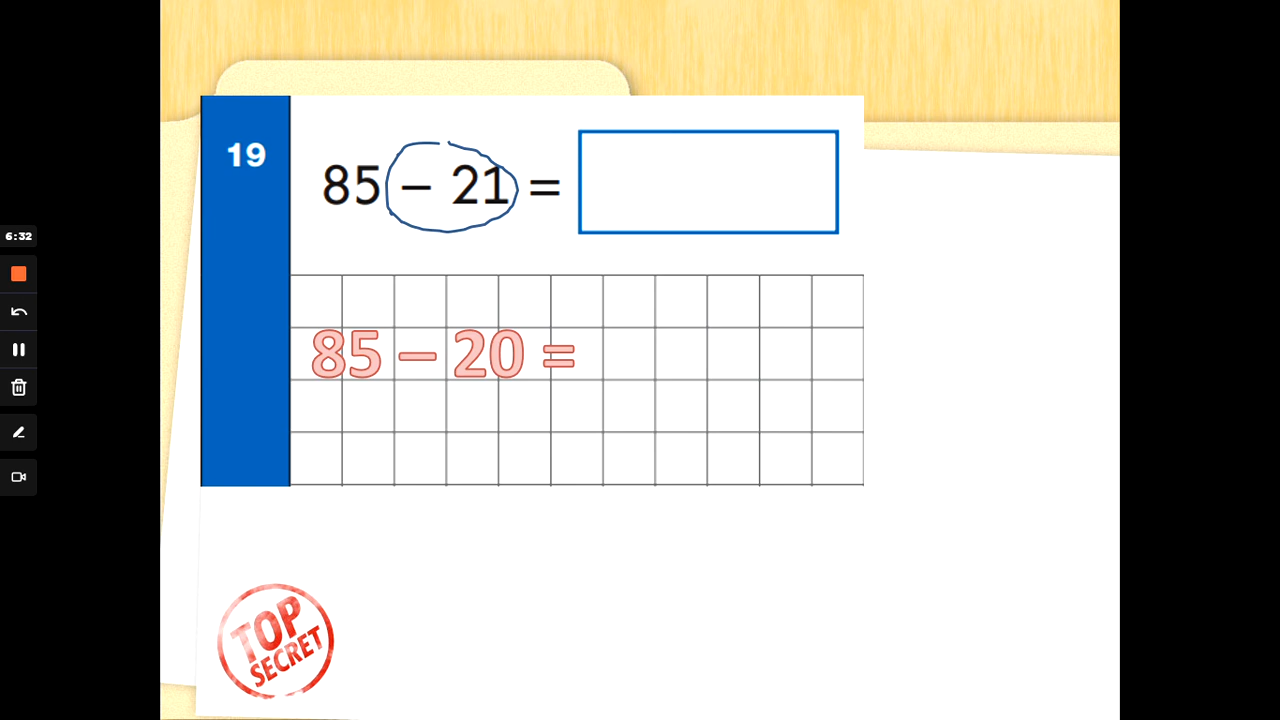 19
85 – 21 =
6:32
85 – 20 =
TOP
SECRET